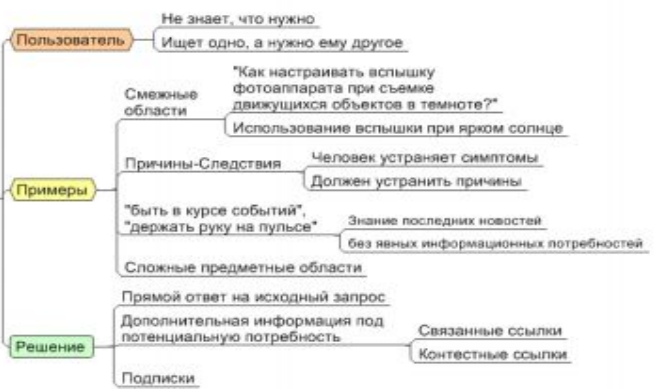 Пользователь
Не знает, что нужно
Ищет одно, а нужно ему другое
Примеры
Смежные
области
"Как настраивать вспышку
фотоаппарата при съемке
движущихся объектов в темноте?"
Использование вспышки при ярком солнце
Причины-Следствия
Человек устраняет симптомы
Должен устранить причины
"быть в курсе событий",
"держать руку на пульсе"
Знание последних новостей
без явных информационных потребностей
Сложные предметные области
Решение
Прямой ответ на исходный запрос
Дополнительная информация под
потенциальную потребность
Связанные ссылки
Контестные ссылки
Подписки